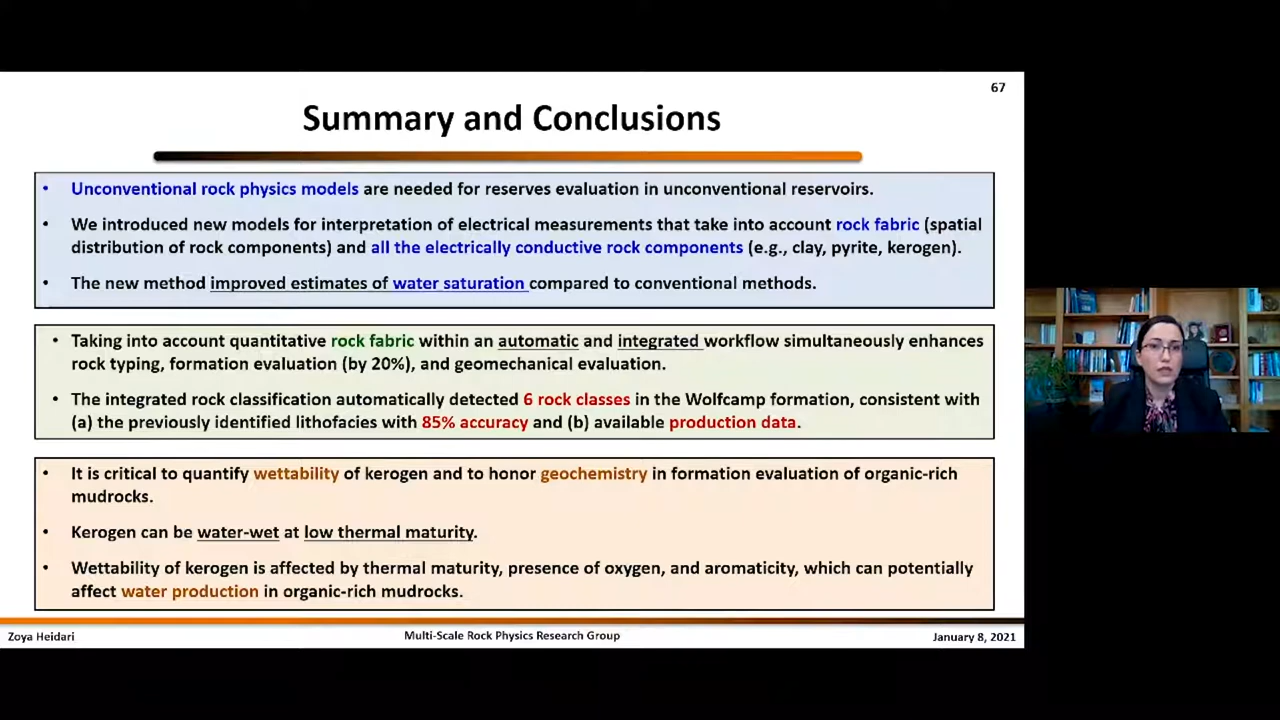 67
Summary and Conclusions
• Unconventional rock physics models are needed for reserves evaluation in unconventional reservoirs.
• We introduced new models for interpretation of electrical measurements that take into account rock fabric (spatial
distribution of rock components) and all the electrically conductive rock components (e.g., clay, pyrite, kerogen).
• The new method improved estimates of water saturation compared to conventional methods.
• Taking into account quantitative rock fabric within an automatic and integrated workflow simultaneously enhances
rock typing, formation evaluation (by 20%), and geomechanical evaluation.
• The integrated rock classification automatically detected 6 rock classes in the Wolfcamp formation, consistent with
(a) the previously identified lithofacies with 85% accuracy and (b) available production data.
• It is critical to quantify wettability of kerogen and to honor geochemistry in formation evaluation of organic-rich
mudrocks.
• Kerogen can be water-wet at low thermal maturity.
• Wettability of kerogen is affected by thermal maturity, presence of oxygen, and aromaticity, which can potentially
affect water production in organic-rich mudrocks.
Zoya Heidari
Multi-Scale Rock Physics Research Group
January 8, 2021